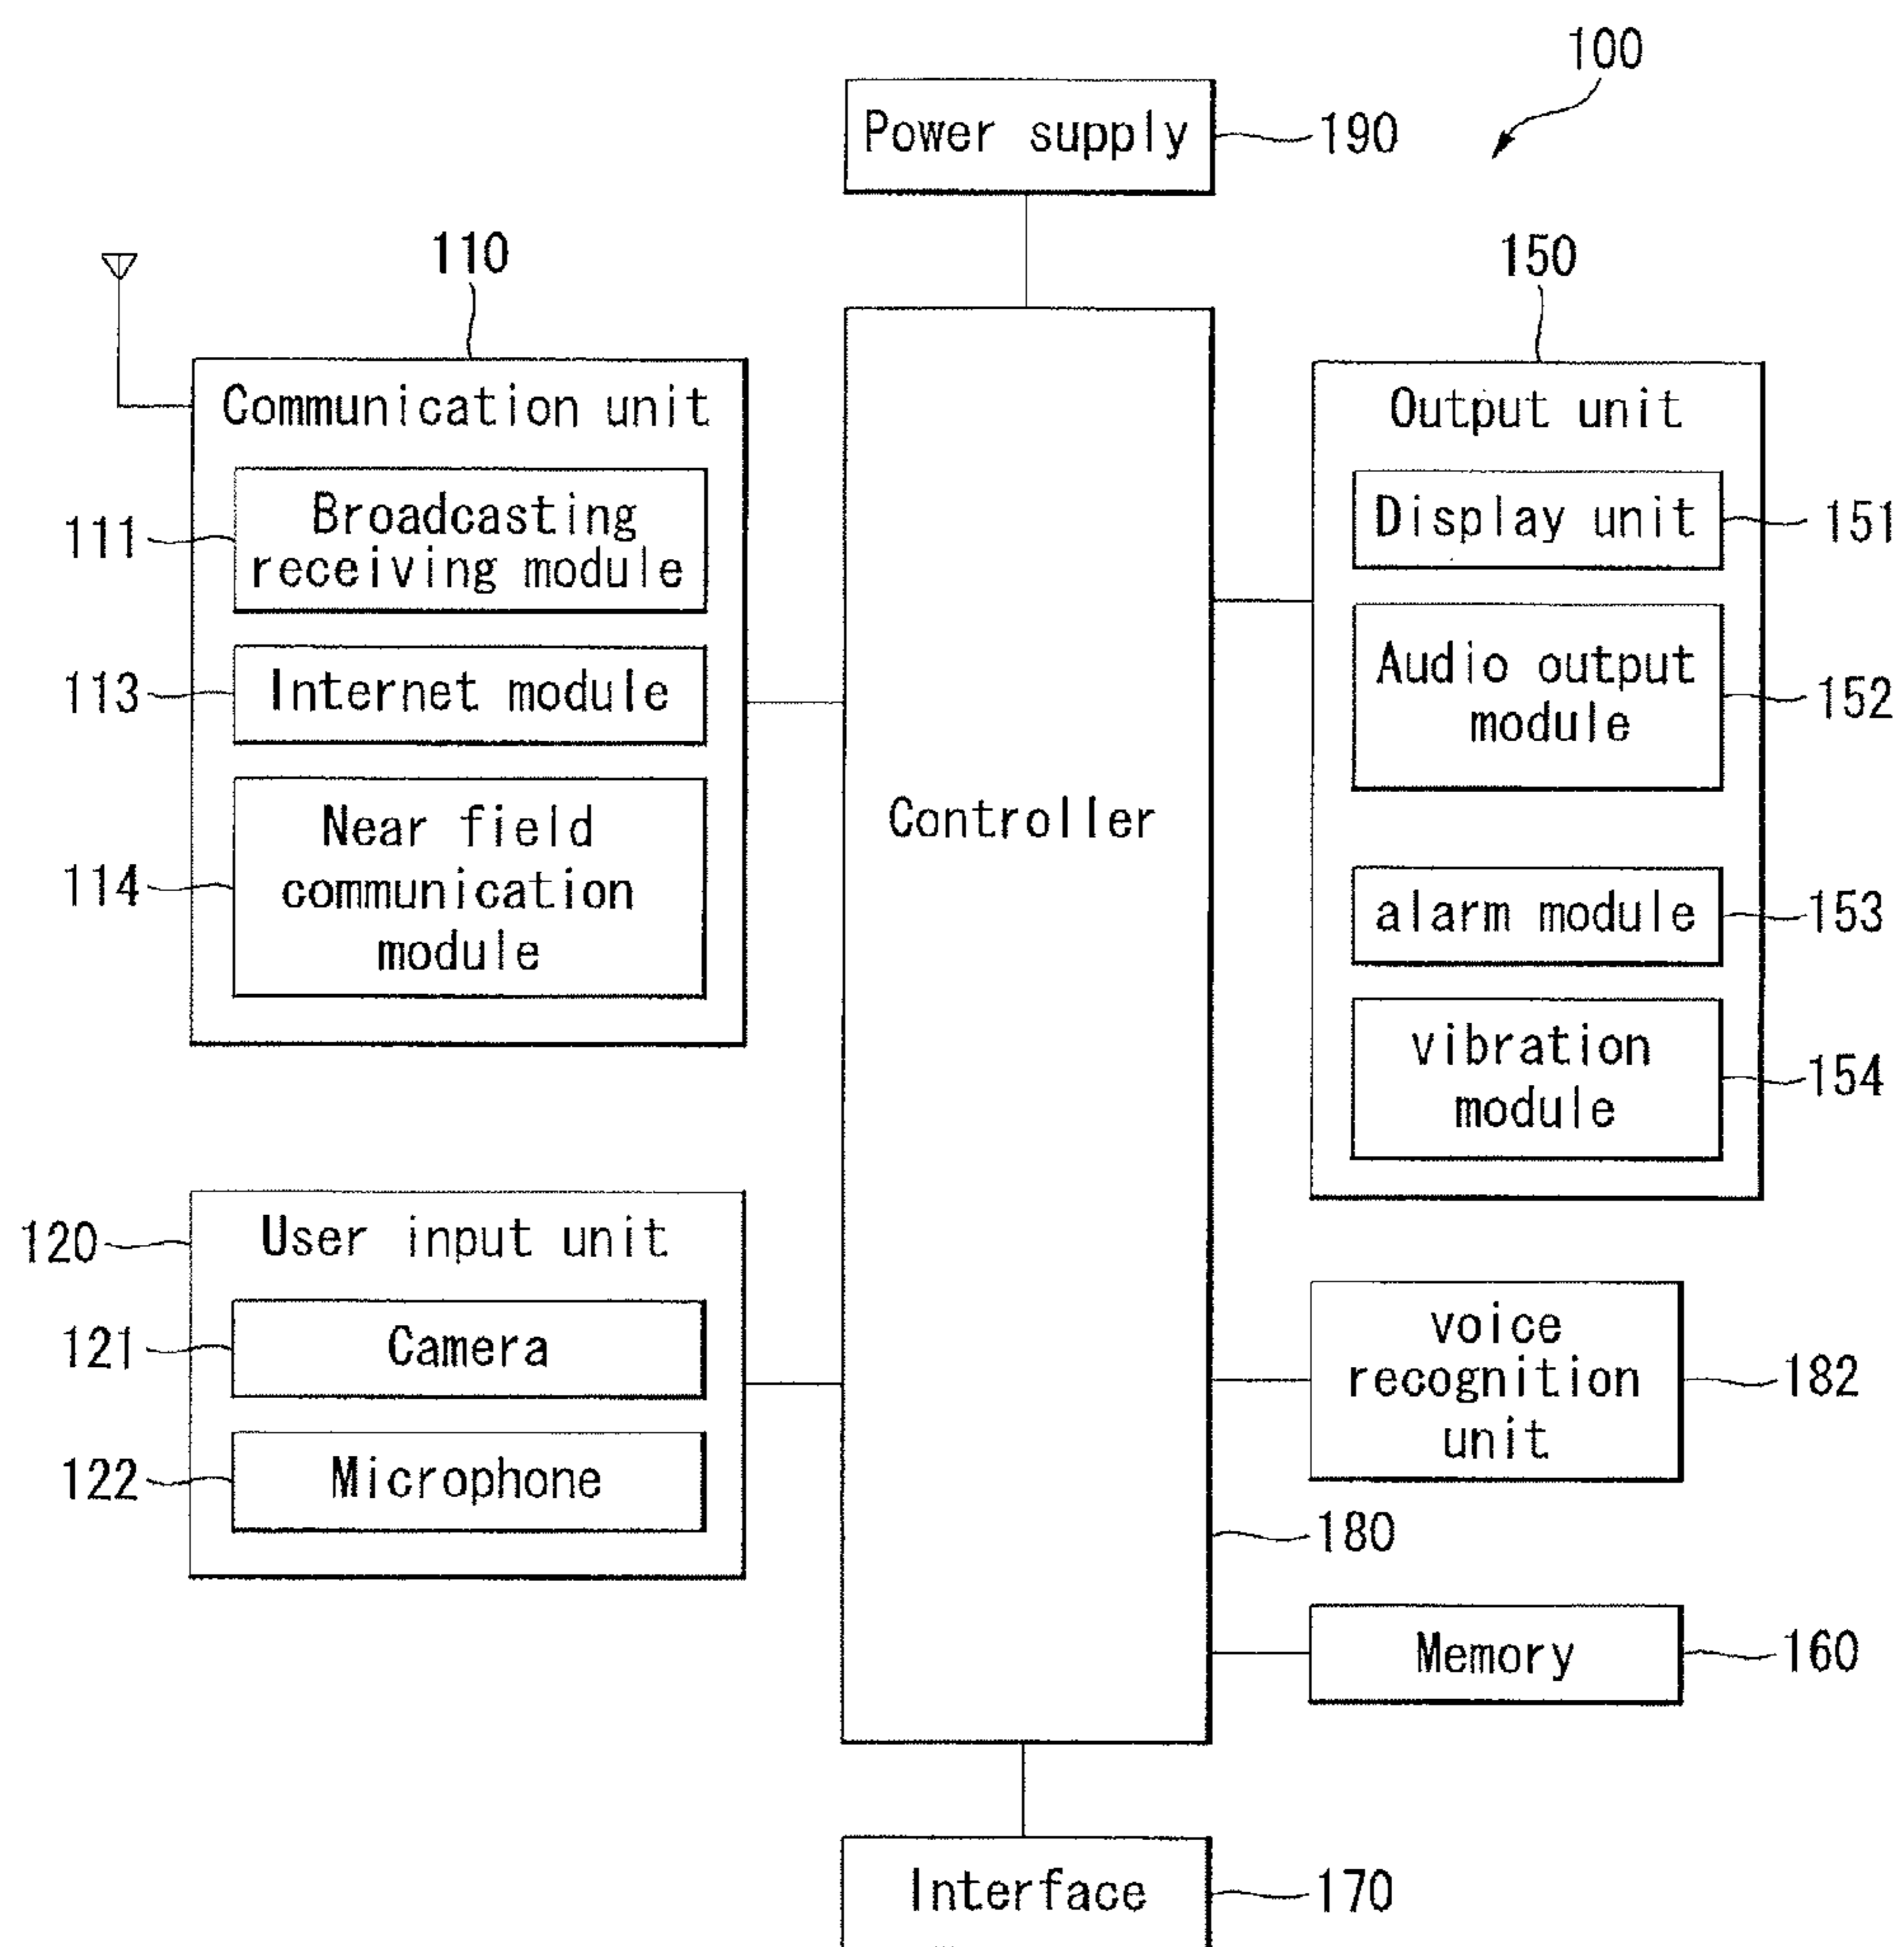 100
Power supply
190
110
Communication unit
111
Broadcasting
receiving module
113
Internet module
114
Near field
communication
module
120
User input unit
121
Camera
122
Microphone
Controller
180
150
Output unit
Display unit
151
Audio output
module
152
alarm module
153
vibration
module
154
voice
recognition
unit
182
Memory
160
Interface
170